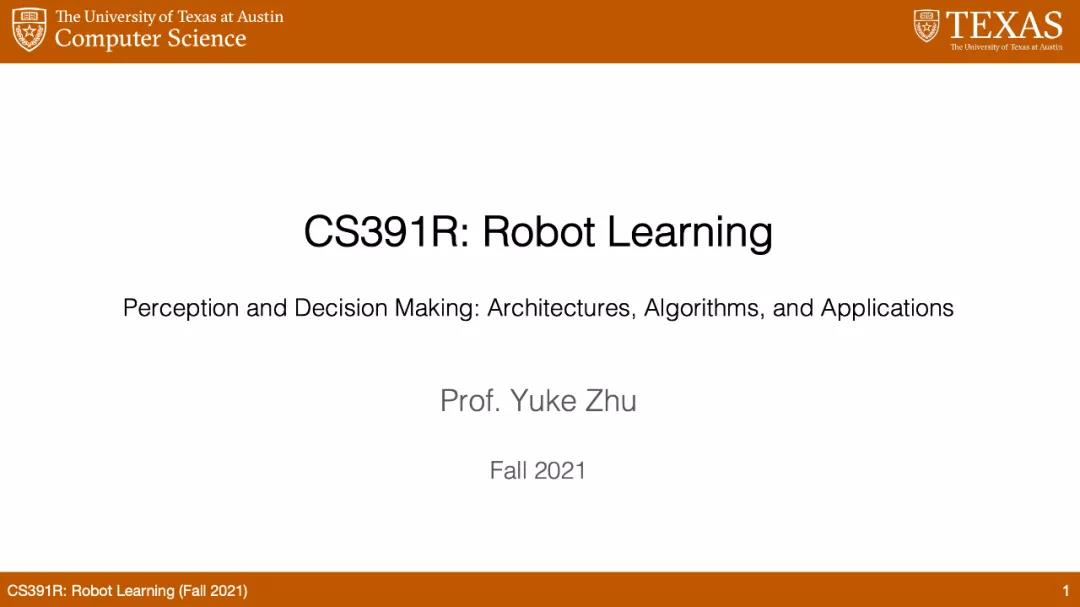 The University of Texas at Austin
Computer Science
TEXAS
The University of Texas at Austin
CS391R: Robot Learning
Perception and Decision Making: Architectures, Algorithms, and Applications
Prof. Yuke Zhu
Fall 2021
CS391R: Robot Learning (Fall 2021)
1